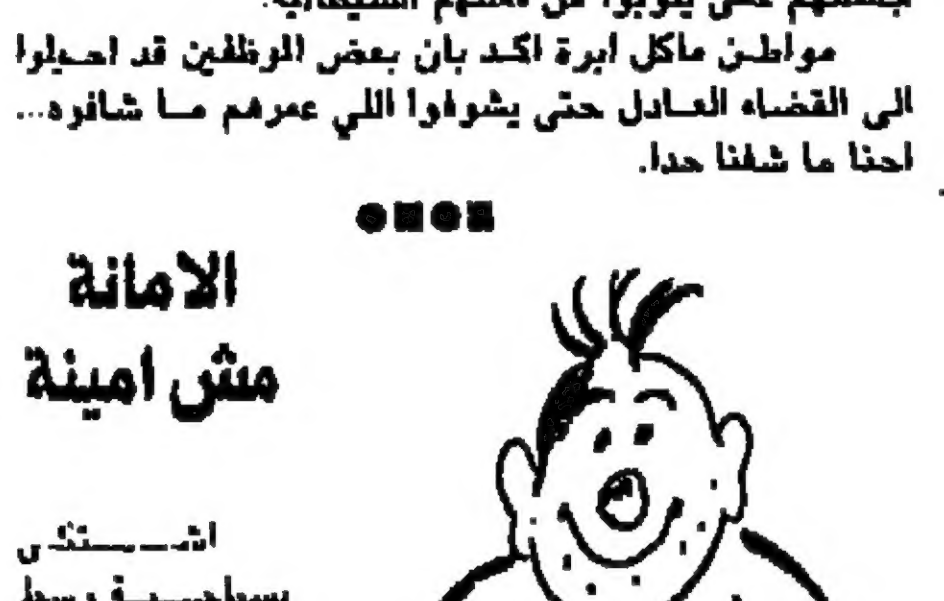 مواطن ماكل ابرة اكد بان بعض الموظفين قد احيلوا
الى القضاء العادل حتى يشوفوا اللي عمرهم ما شافوه...
احنا ما شفنا حدا.
الامانة
مش امينة
اشتكى